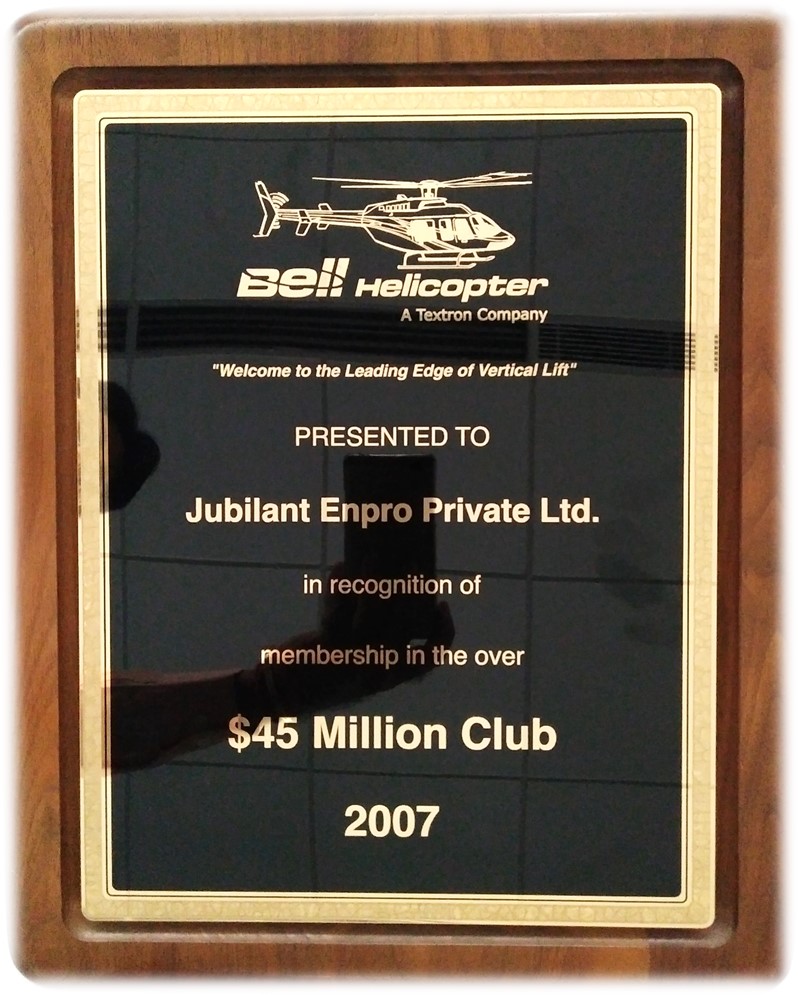 Bell Helicopter
A Textron Company
"Welcome to the Leading Edge of Vertical Lift"
PRESENTED TO
Jubilant Enpro Private Ltd.
in recognition of
membership in the over
$45 Million Club
2007